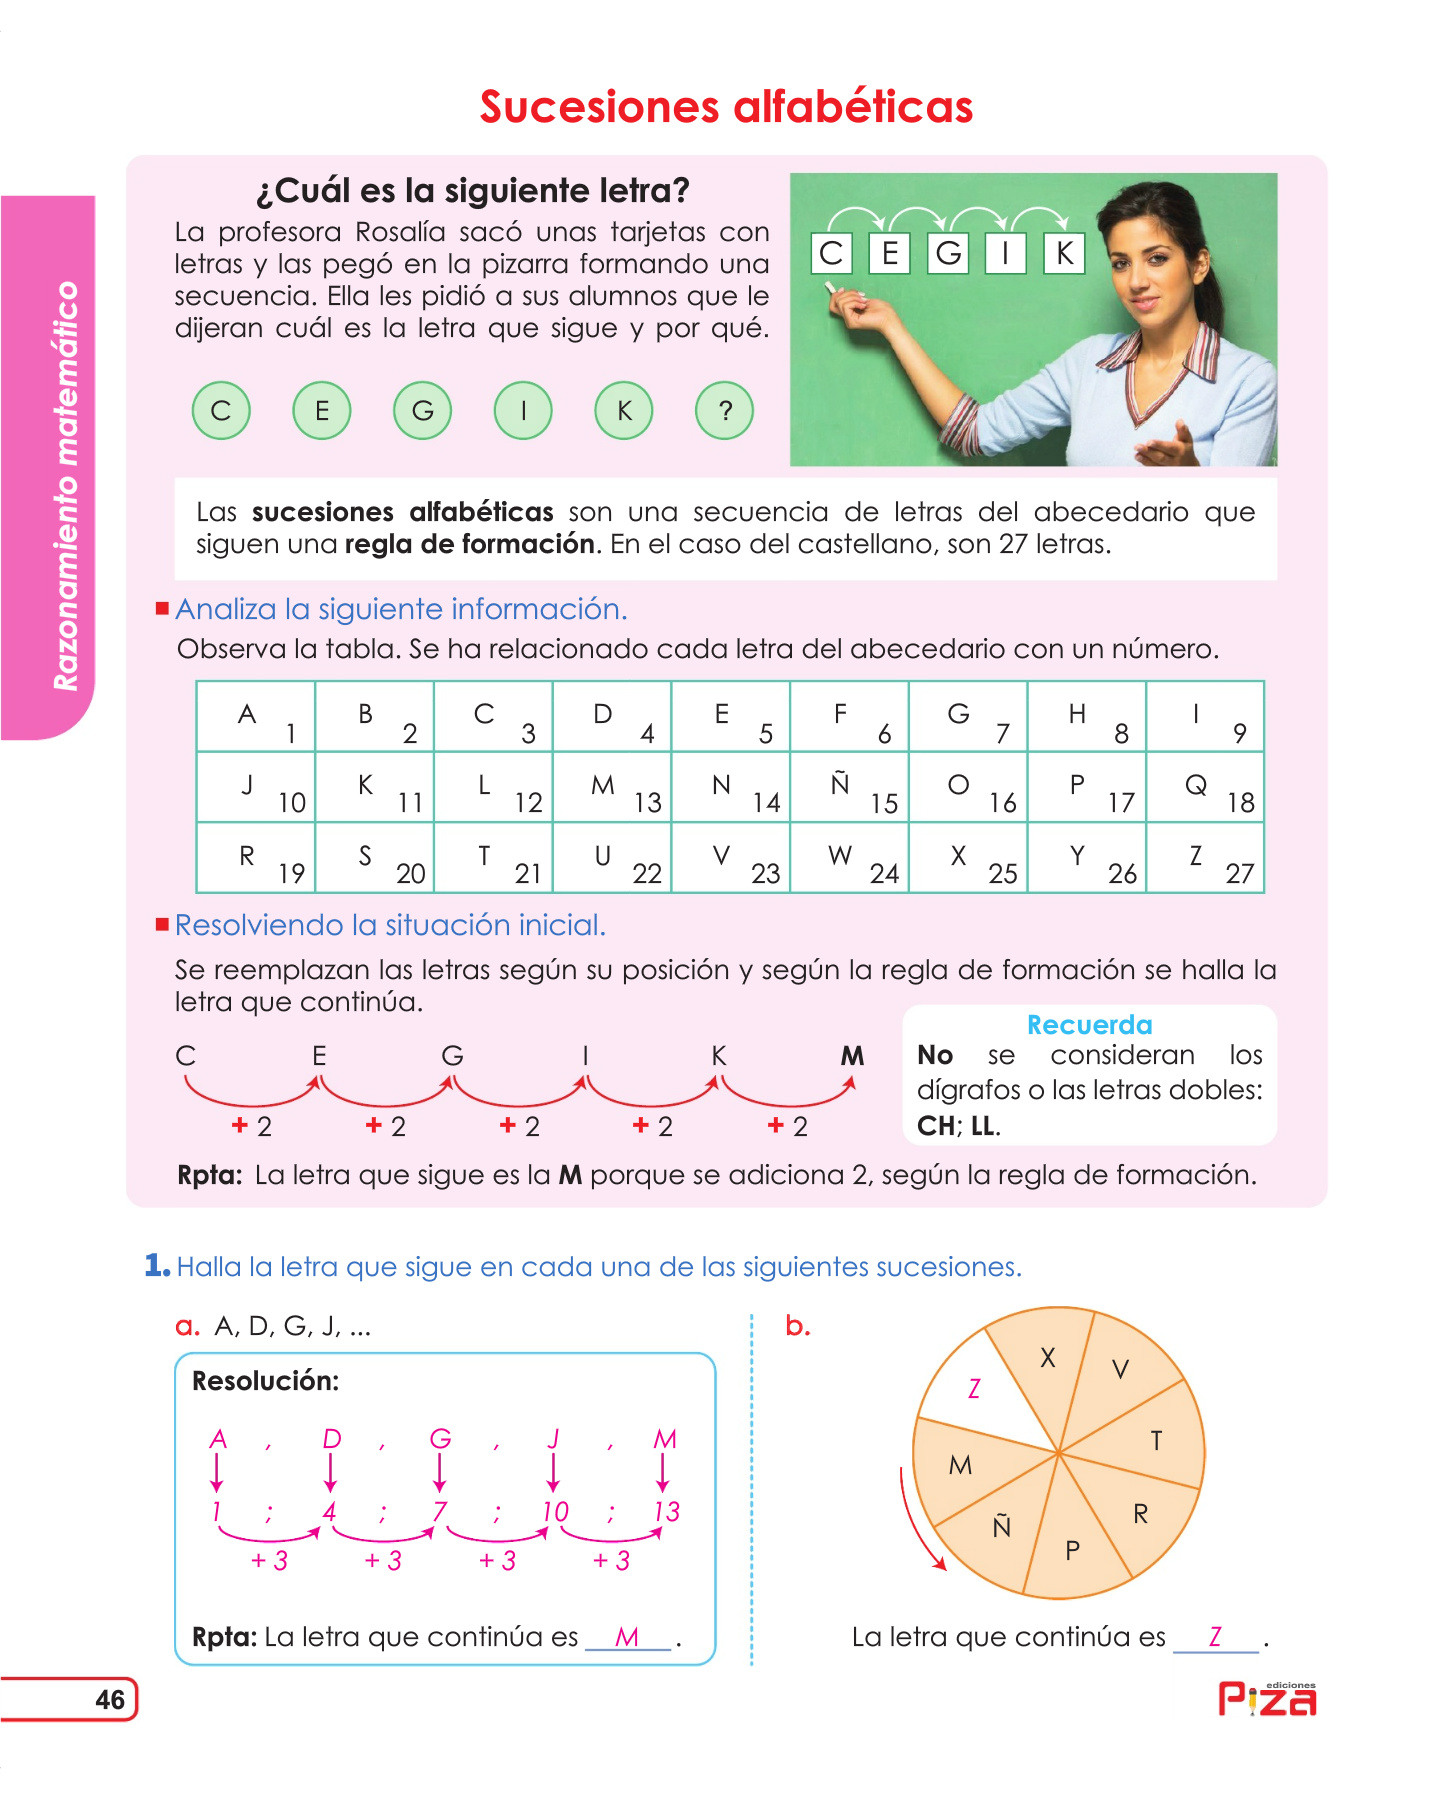 Sucesiones alfabéticas
Razonamiento matemático
¿Cuál es la siguiente letra?
La profesora Rosalía sacó unas tarjetas con
letras y las pegó en la pizarra formando una
secuencia. Ella les pidió a sus alumnos que le
dijeran cuál es la letra que sigue y por qué.
C E G I K ?
C E G I K
Las sucesiones alfabéticas son una secuencia de letras del abecedario que
siguen una regla de formación. En el caso del castellano, son 27 letras.
Analiza la siguiente información.
Observa la tabla. Se ha relacionado cada letra del abecedario con un número.
A 1 B 2 C 3 D 4 E 5 F 6 G 7 H 8 I 9
J 10 K 11 L 12 M 13 N 14 Ñ 15 O 16 P 17 Q 18
R 19 S 20 T 21 U 22 V 23 W 24 X 25 Y 26 Z 27
Resolviendo la situación inicial.
Se reemplazan las letras según su posición y según la regla de formación se halla la
letra que continúa.
C E G I K M
+ 2 + 2 + 2 + 2 + 2
Recuerda
No se consideran los
dígrafos o las letras dobles:
CH; LL.
Rpta: La letra que sigue es la M porque se adiciona 2, según la regla de formación.
1. Halla la letra que sigue en cada una de las siguientes sucesiones.
a. A, D, G, J, ...
Resolución:
A , D , G , J , M
1 ; 4 ; 7 ; 10 ; 13
+ 3 + 3 + 3 + 3
Rpta: La letra que continúa es M .
b.
X
V
Z
T
M
R
Ñ
P
La letra que continúa es Z .
46
ediciones
Piza